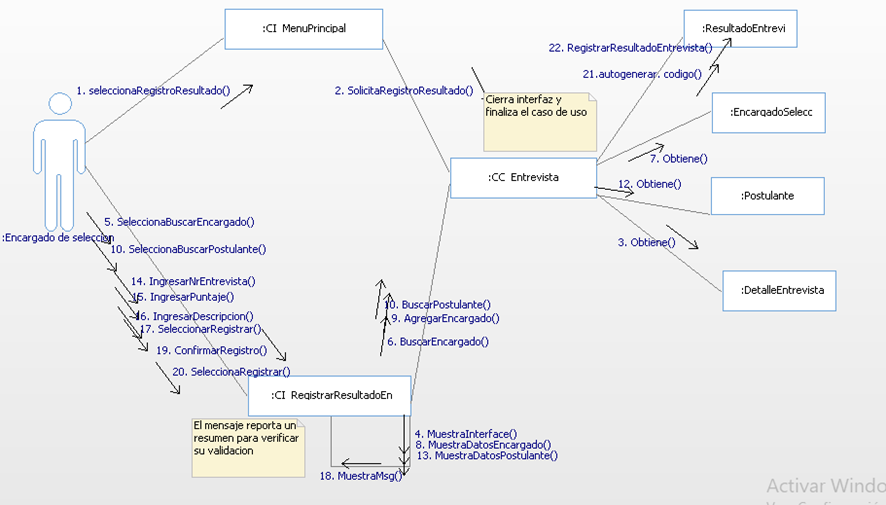 :CI MenuPrincipal
:ResultadoEntrevi
22. RegistrarResultadoEntrevista()
21.autogenerar. codigo()
1. seleccionaRegistroResultado()
2. SolicitaRegistroResultado()
Cierra interfaz y
finaliza el caso de uso
:EncargadoSelecc
7. Obtiene()
:CC Entrevista
12. Obtiene()
:Postulante
:Encargado de seleccion
5. SeleccionaBuscarEncargado()
10. SeleccionaBuscarPostulante()
3. Obtiene()
14. IngresarNrEntrevista()
15. IngresarPuntaje()
16. IngresarDescripcion()
17. SeleccionarRegistrar()
19. ConfirmarRegistro()
20. SeleccionaRegistrar()
:DetalleEntrevista
10. BuscarPostulante()
9. AgregarEncargado()
6. BuscarEncargado()
:CI RegistrarResultadoEn
El mensaje reporta un
resumen para verificar
su validacion
4. MuestraInterface()
8. MuestraDatosEncargado()
13. MuestraDatosPostulante()
18. MuestraMsg()
Activar Windo